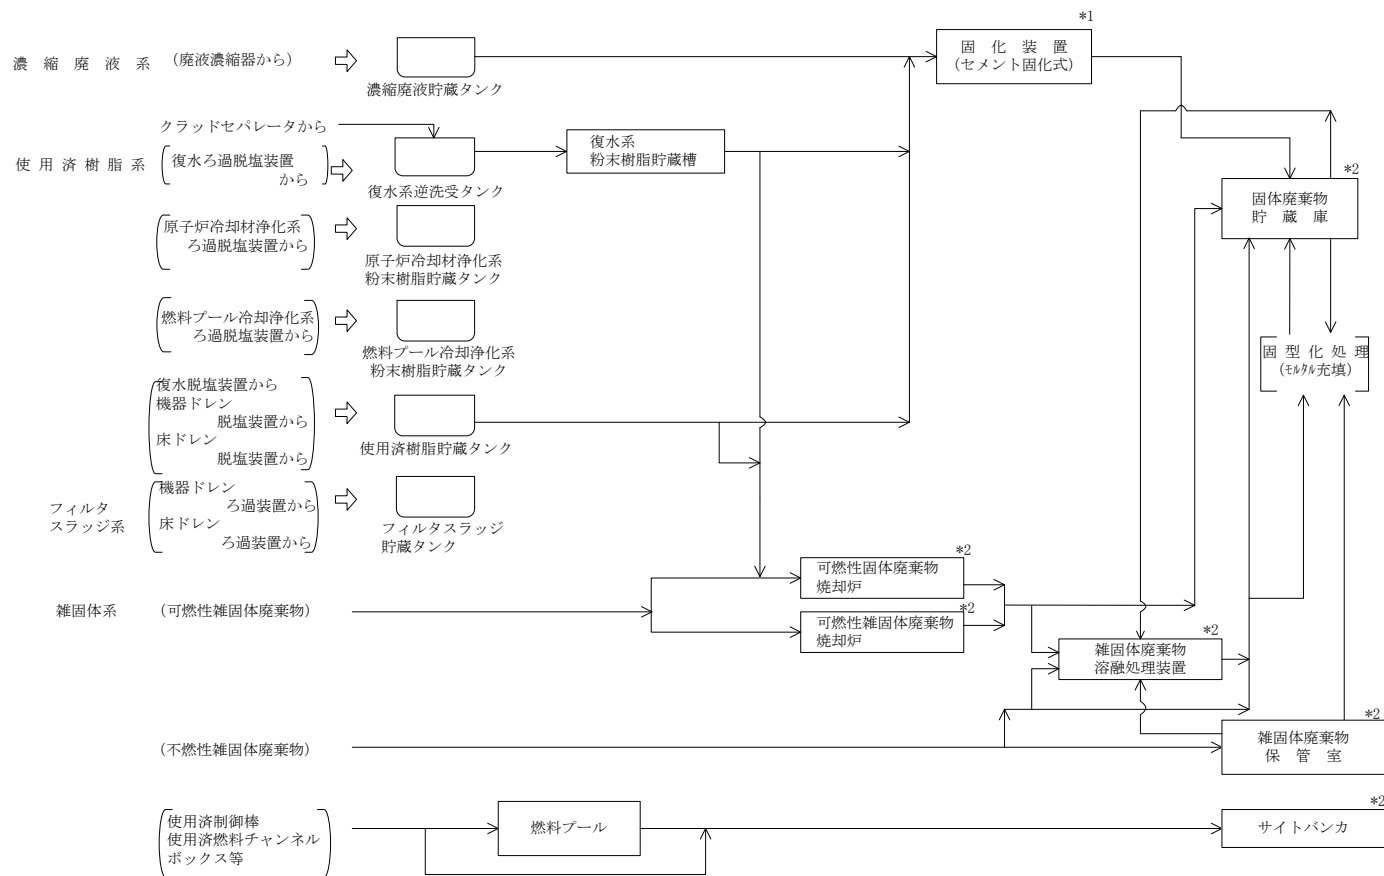 *1
濃 縮 廃 液 系 (廃液濃縮器から)
濃縮廃液貯蔵タンク
固 化 装 置
(セメント固化式)
クラッドセパレータから
使 用 済 樹 脂 系
復水ろ過脱塩装置
から
復水系逆洗受タンク
復水系
粉末樹脂貯蔵槽
*2
固体廃棄物
貯 蔵 庫
原子炉冷却材浄化系
ろ過脱塩装置から
原子炉冷却材浄化系
粉末樹脂貯蔵タンク
燃料プール冷却浄化系
ろ過脱塩装置から
燃料プール冷却浄化系
粉末樹脂貯蔵タンク
固 型 化 処 理
(モルタル充填)
復水脱塩装置から
機器ドレン
脱塩装置から
床ドレン
脱塩装置から
使用済樹脂貯蔵タンク
フィルタ
スラッジ系
機器ドレン
ろ過装置から
床ドレン
ろ過装置から
フィルタスラッジ
貯蔵タンク
*2
可燃性固体廃棄物
焼却炉
雑固体系 (可燃性雑固体廃棄物)
*2
可燃性雑固体廃棄物
焼却炉
*2
雑固体廃棄物
溶融処理装置
(不燃性雑固体廃棄物)
*2
雑固体廃棄物
保 管 室
使用済制御棒
使用済燃料チャンネル
ボックス等
燃料プール
*2
サイトバンカ